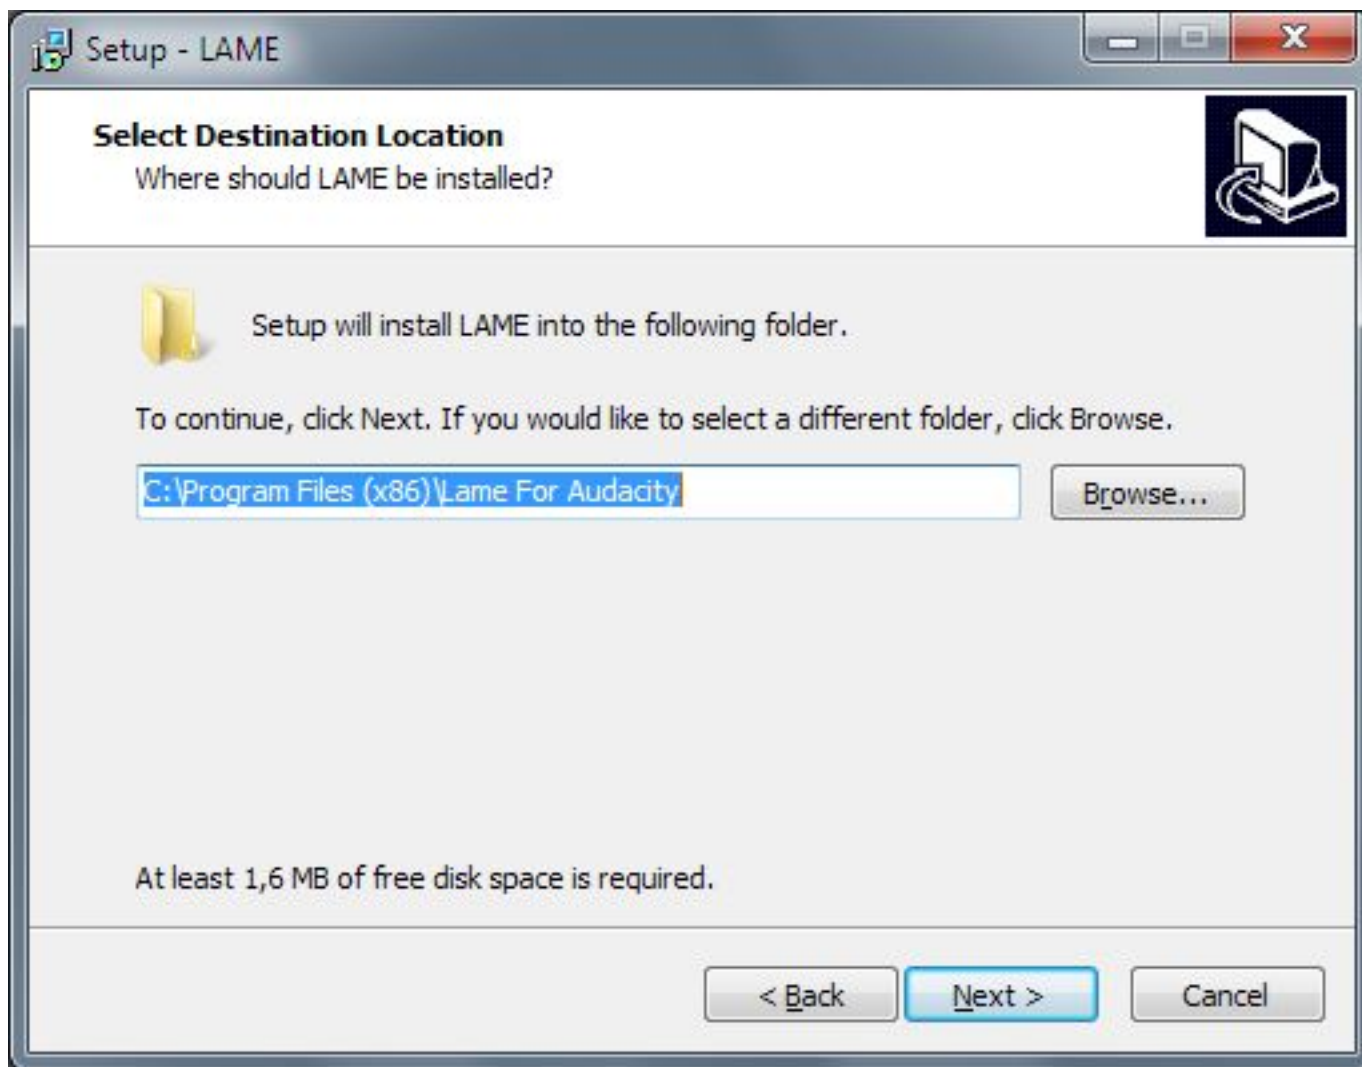 Setup - LAME
Select Destination Location
Where should LAME be installed?
Setup will install LAME into the following folder.
To continue, click Next. If you would like to select a different folder, click Browse.
C:\Program Files (x86)\Lame For Audacity
Browse...
At least 1,6 MB of free disk space is required.
< Back
Next >
Cancel